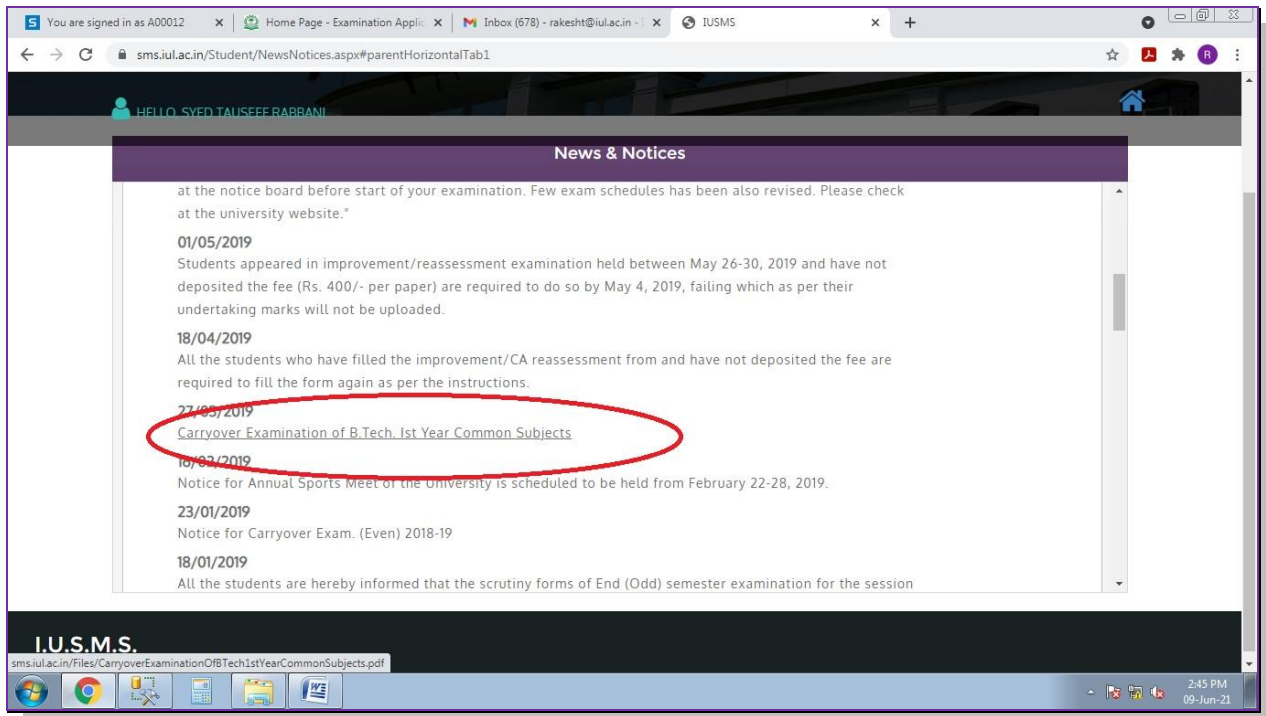 You are signed in as A00012
Home Page - Examination Applic
Inbox (678) - rakesht@iul.ac.in -
IUSMS
sms.iul.ac.in/Student/NewsNotices.aspx#parentHorizontalTab1
R
HELLO, SYED TAUSEEF RABBANI
News & Notices
at the notice board before start of your examination. Few exam schedules has been also revised. Please check
at the university website."
01/05/2019
Students appeared in improvement/reassessment examination held between May 26-30, 2019 and have not
deposited the fee (Rs. 400/- per paper) are required to do so by May 4, 2019, failing which as per their
undertaking marks will not be uploaded.
18/04/2019
All the students who have filled the improvement/CA reassessment from and have not deposited the fee are
required to fill the form again as per the instructions.
27/03/2019
Carryover Examination of B.Tech. Ist Year Common Subjects
Notice for Annual Sports Meet of the University is scheduled to be held from February 22-28, 2019.
23/01/2019
Notice for Carryover Exam. (Even) 2018-19
18/01/2019
All the students are hereby informed that the scrutiny forms of End (Odd) semester examination for the session
I.U.S.M.S.
sms.iul.ac.in/Files/CarryoverExaminationOfBTech1stYearCommonSubjects.pdf
2:45 PM
09-Jun-21